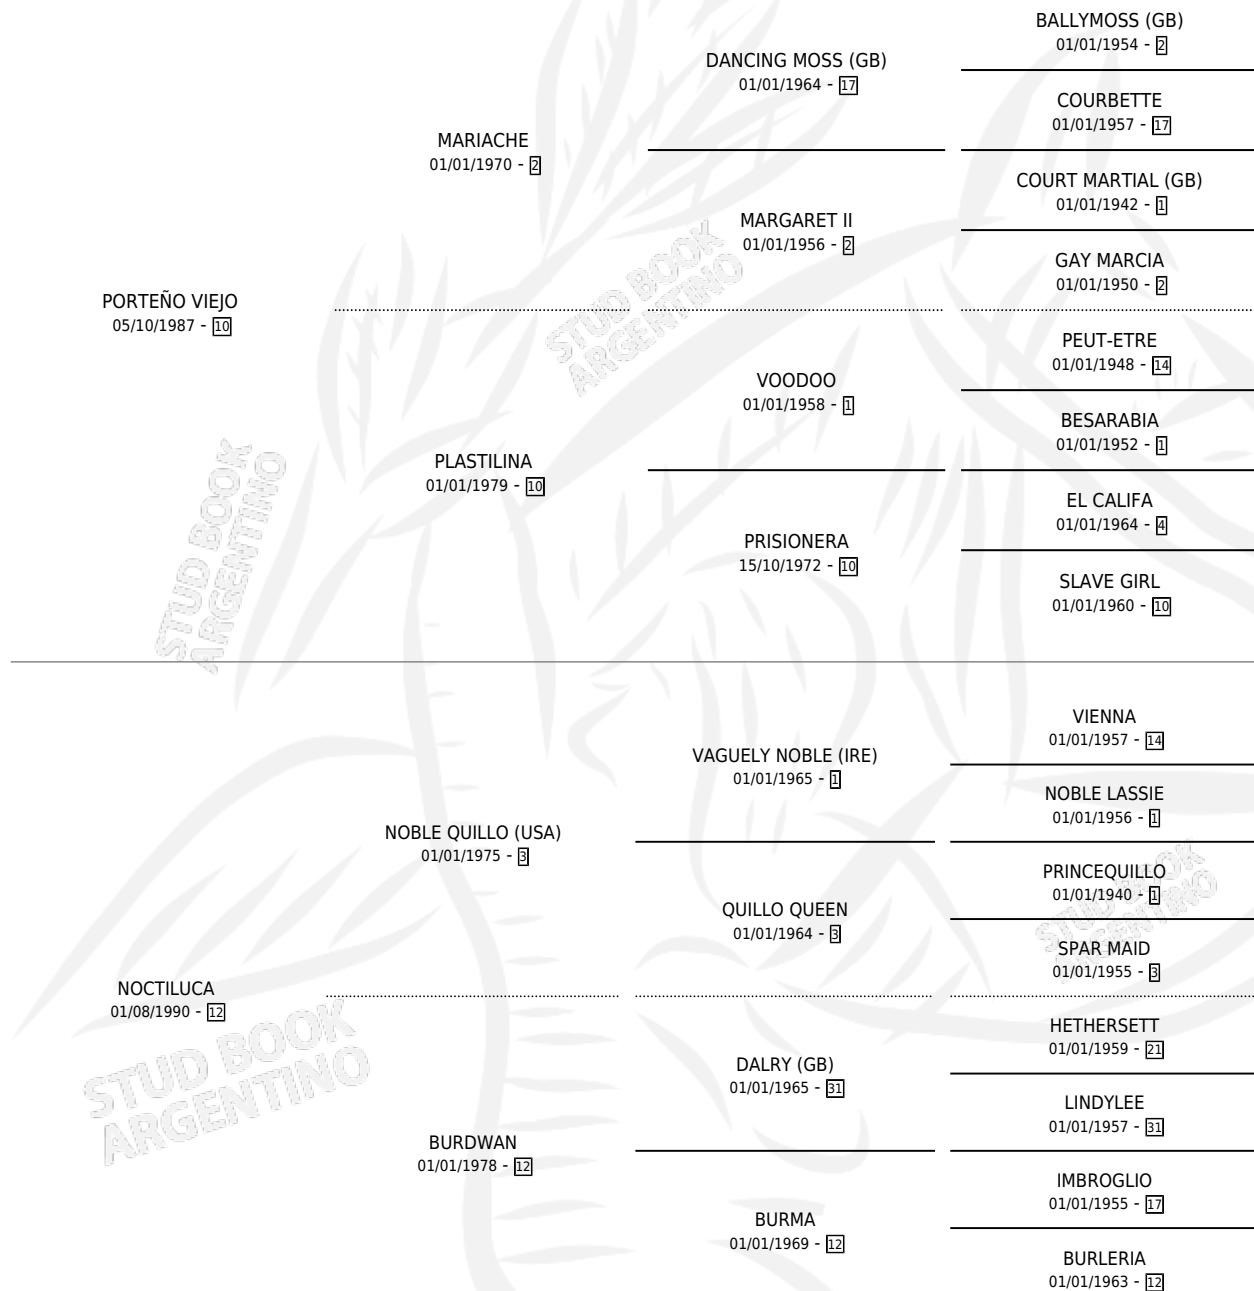 BALLYMOSS (GB)
01/01/1954 - 2
DANCING MOSS (GB)
01/01/1964 - 17
COURBETTE
01/01/1957 - 17
MARIACHE
01/01/1970 - 2
COURT MARTIAL (GB)
01/01/1942 - 1
MARGARET II
01/01/1956 - 2
GAY MARCIA
01/01/1950 - 2
PORTEÑO VIEJO
05/10/1987 - 10
PEUT-ETRE
01/01/1948 - 14
VOODOO
01/01/1958 - 1
BESARABIA
01/01/1952 - 1
PLASTILINA
01/01/1979 - 10
EL CALIFA
01/01/1964 - 4
PRISIONERA
15/10/1972 - 10
SLAVE GIRL
01/01/1960 - 10
VIENNA
01/01/1957 - 14
VAGUELY NOBLE (IRE)
01/01/1965 - 1
NOBLE LASSIE
01/01/1956 - 1
NOBLE QUILLO (USA)
01/01/1975 - 3
PRINCEQUILLO
01/01/1940 - 1
QUILLO QUEEN
01/01/1964 - 3
SPAR MAID
01/01/1955 - 3
NOCTILUCA
01/08/1990 - 12
HETHERSETT
01/01/1959 - 21
DALRY (GB)
01/01/1965 - 31
LINDYLEE
01/01/1957 - 31
BURDWAN
01/01/1978 - 12
IMBROGLIO
01/01/1955 - 17
BURMA
01/01/1969 - 12
BURLERIA
01/01/1963 - 12
STUD BOOK
ARGENTINO
STUD BOOK
ARGENTINO
STUD BOOK
ARGENTINO
STUD BOOK
ARGENTINO